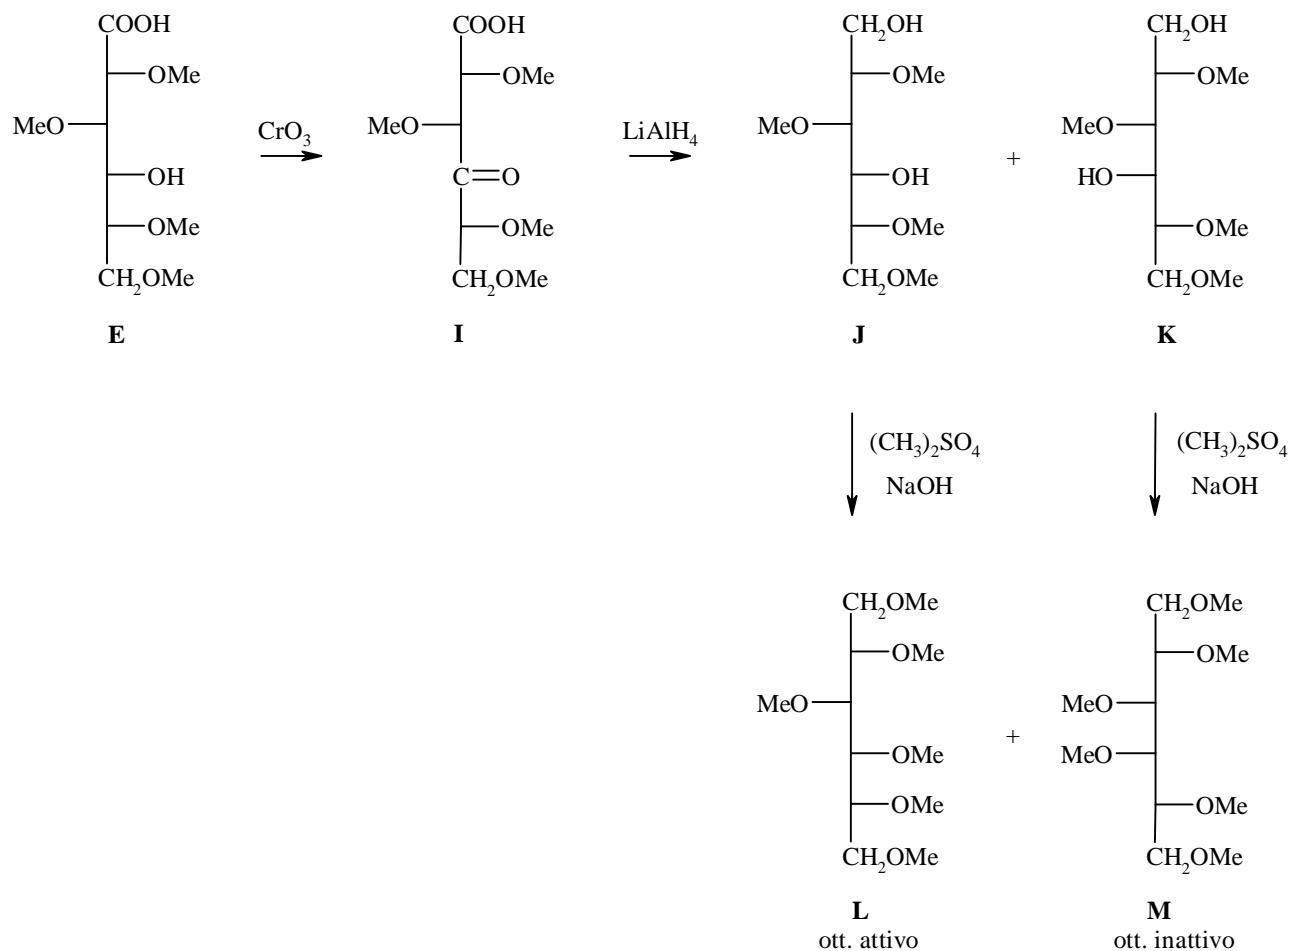 COOH COOH CH2OH CH2OH
OMe OMe OMe OMe
MeO CrO3 MeO LiAlH4 MeO + MeO
OH C O OH HO
OMe OMe OMe OMe
CH2OMe CH2OMe CH2OMe CH2OMe
E I J K
(CH3)2SO4 (CH3)2SO4
NaOH NaOH
CH2OMe CH2OMe
OMe OMe
MeO MeO
+
OMe MeO
OMe OMe
CH2OMe CH2OMe
L M
ott. attivo ott. inattivo